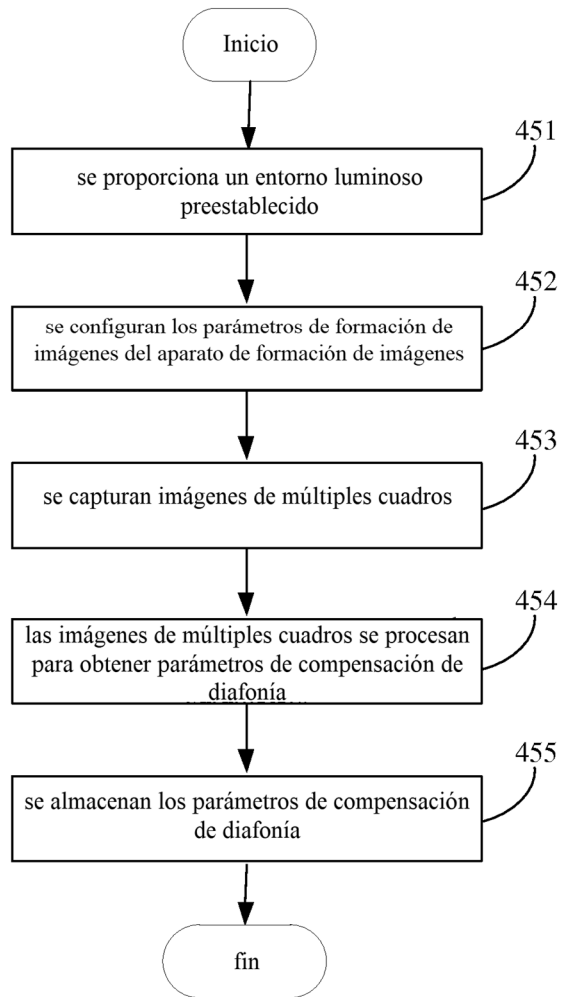 Inicio
451
se proporciona un entorno luminoso
preestablecido
452
se configuran los parámetros de formación de
imágenes del aparato de formación de imágenes
453
se capturan imágenes de múltiples cuadros
454
las imágenes de múltiples cuadros se procesan
para obtener parámetros de compensación de
diafonía
455
se almacenan los parámetros de compensación
de diafonía
fin